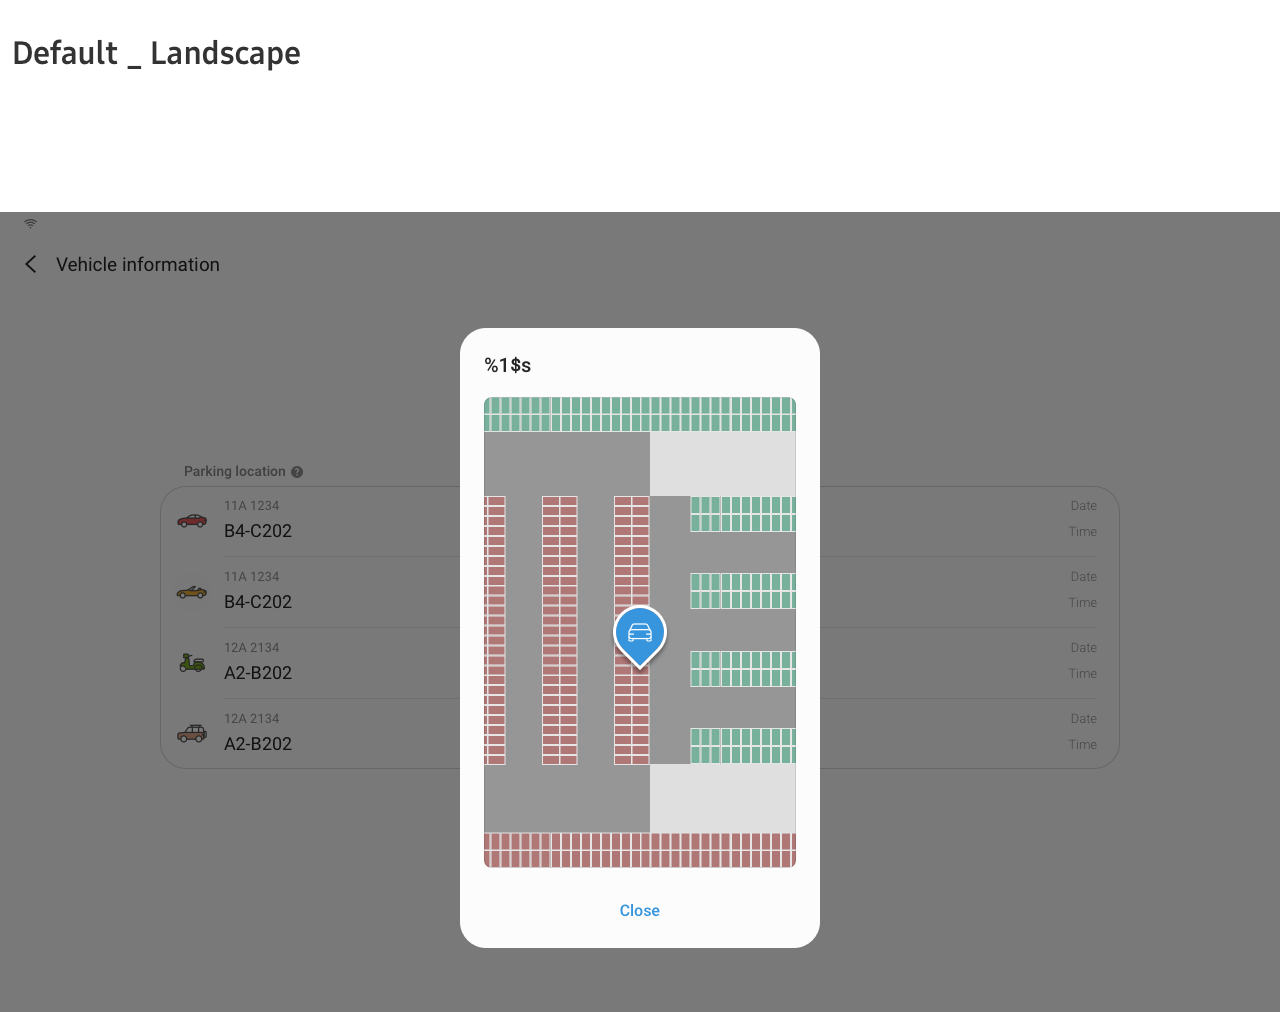 Default _ Landscape
Vehicle information
%1$s
Parking location ?
11A 1234
Date
B4-C202
Time
11A 1234
Date
B4-C202
Time
12A 2134
Date
A2-B202
Time
12A 2134
Date
A2-B202
Time
Close